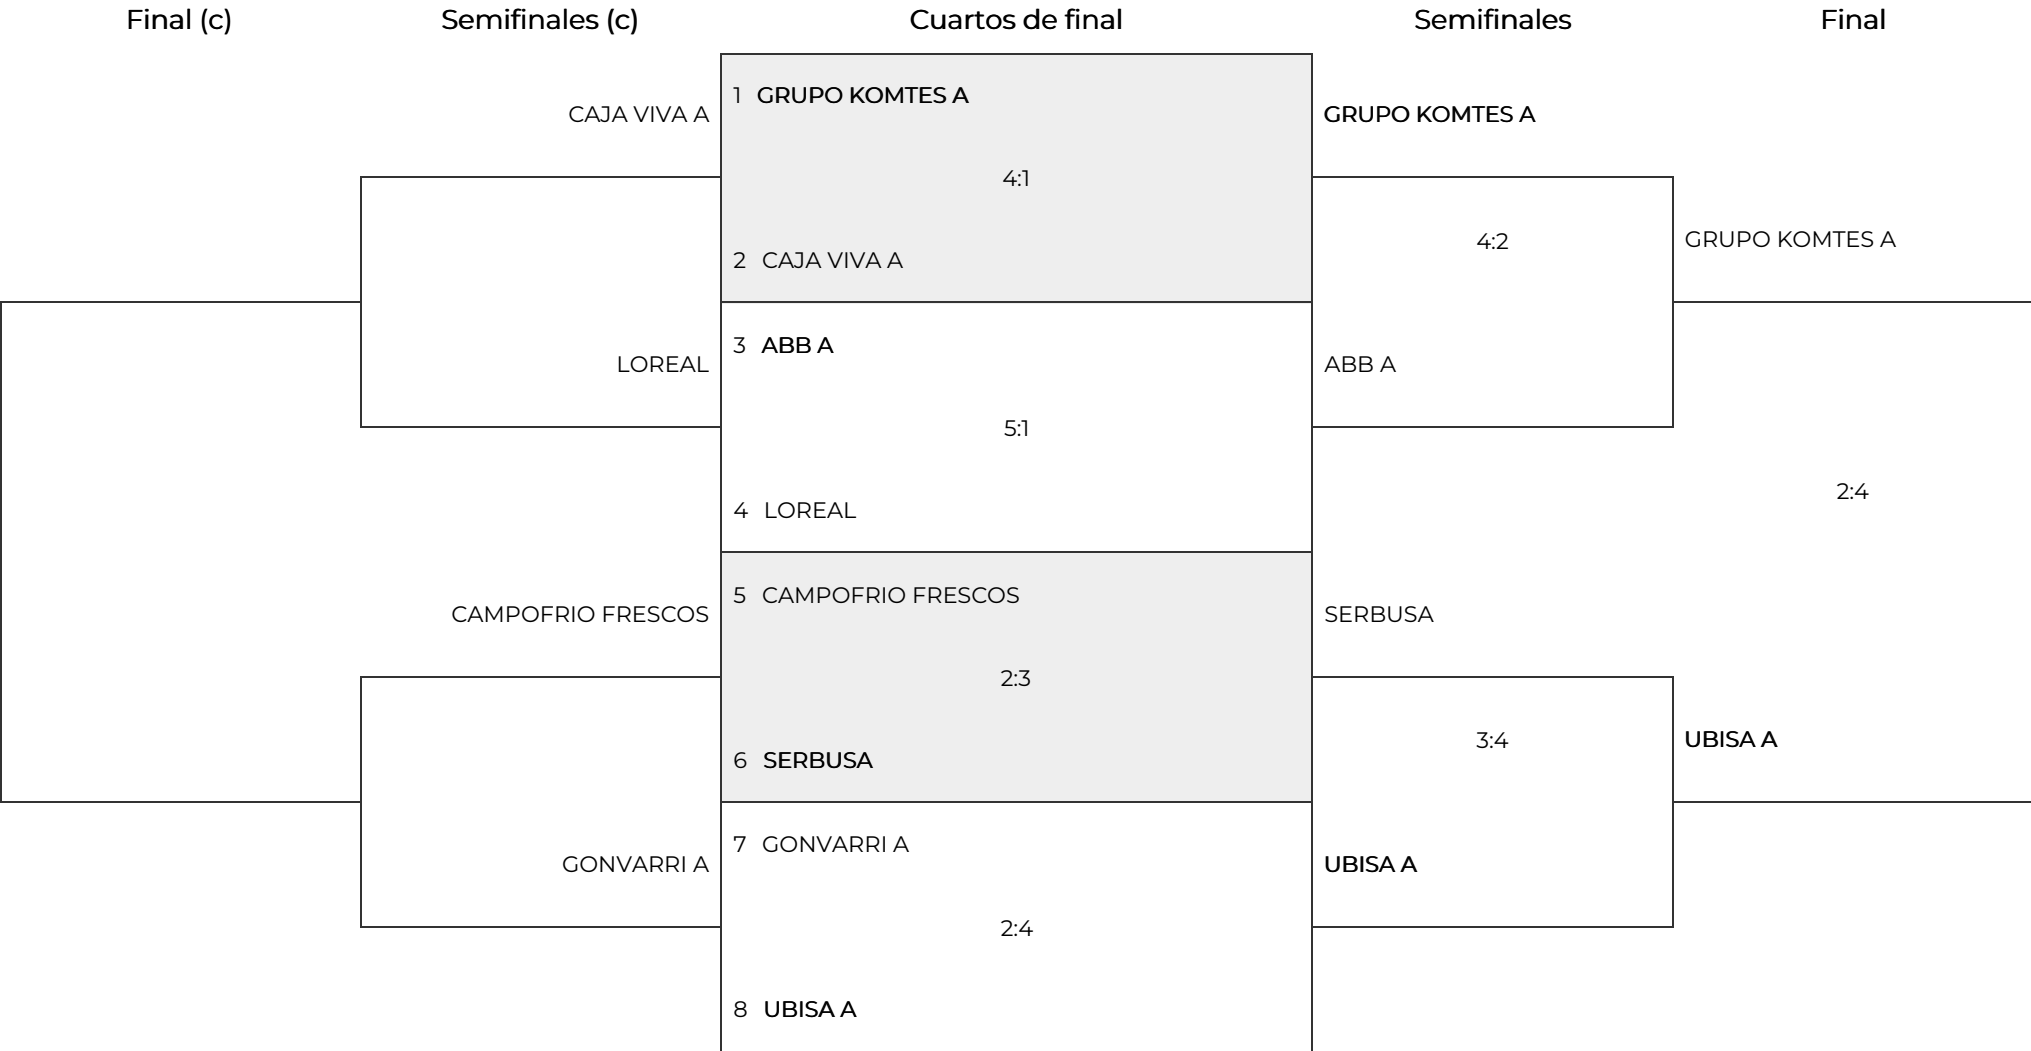 Final (c)
Semifinales (c)
Cuartos de final
Semifinales
Final
CAJA VIVA A
LOREAL
CAMPOFRIO FRESCOS
GONVARRI A
1 GRUPO KOMTES A
4:1
2 CAJA VIVA A
3 ABB A
5:1
4 LOREAL
5 CAMPOFRIO FRESCOS
2:3
6 SERBUSA
7 GONVARRI A
2:4
8 UBISA A
GRUPO KOMTES A
4:2
ABB A
SERBUSA
3:4
UBISA A
GRUPO KOMTES A
2:4
UBISA A